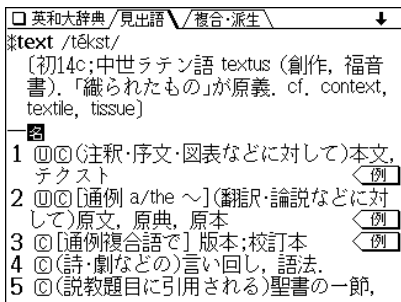 英和大辞典 見出語 複合・派生 ↓
*text /tékst/
〔初14c;中世ラテン語 textus (創作, 福音
書). 「織られたもの」が原義. cf. context,
textile, tissue〕
━名
1 ⓊⒸ(注釈・序文・図表などに対して)本文,
テクスト 例
2 ⓊⒸ[通例 a/the ~](翻訳・論説などに対
して)原文, 原典, 原本 例
3 Ⓒ[通例複合語で] 版本;校訂本 例
4 Ⓒ(詩・劇などの)言い回し, 語法.
5 Ⓒ(説教題目に引用される)聖書の一節,